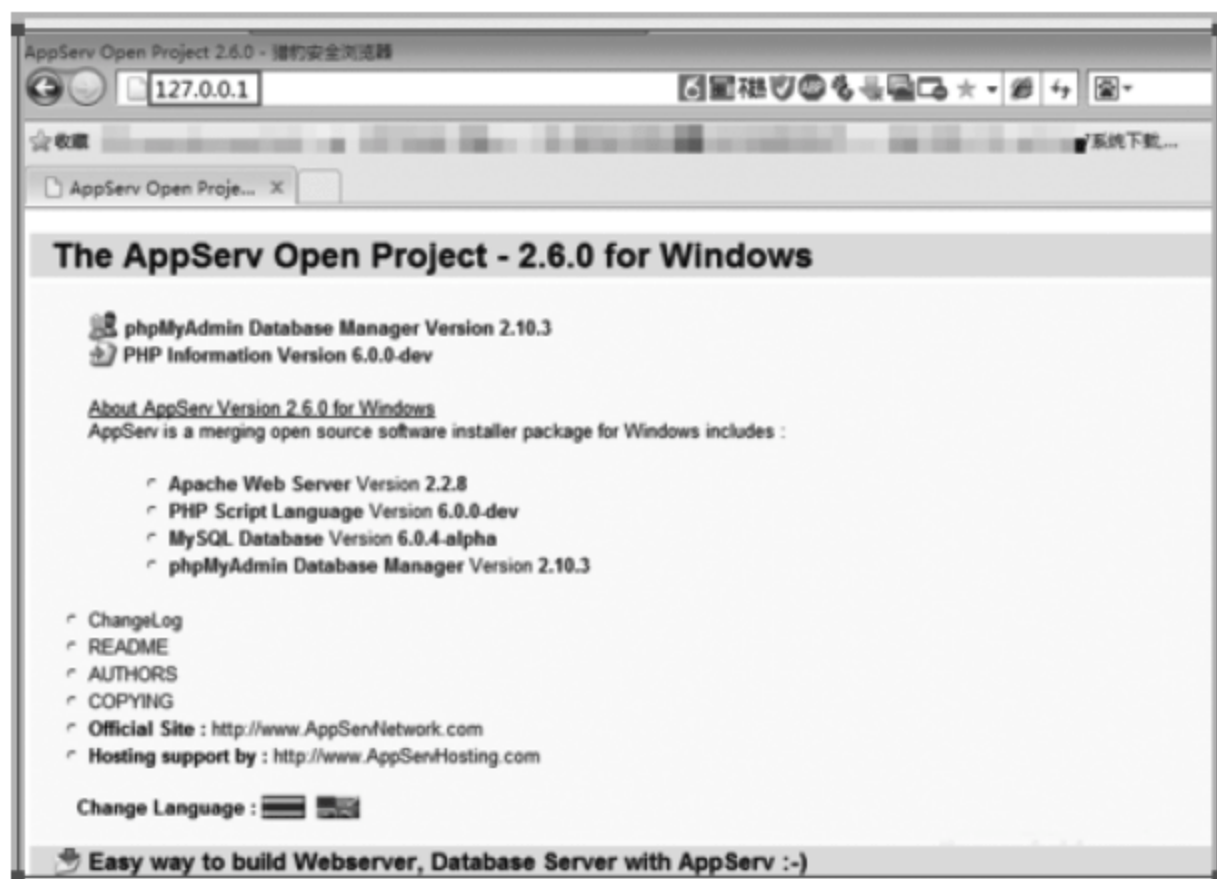 AppServ Open Project 2.6.0 - 猎豹安全浏览器
127.0.0.1
收藏
系统下载...
AppServ Open Proje... X
The AppServ Open Project - 2.6.0 for Windows
phpMyAdmin Database Manager Version 2.10.3
PHP Information Version 6.0.0-dev
About AppServ Version 2.6.0 for Windows
AppServ is a merging open source software installer package for Windows includes :
Apache Web Server Version 2.2.8
PHP Script Language Version 6.0.0-dev
MySQL Database Version 6.0.4-alpha
phpMyAdmin Database Manager Version 2.10.3
ChangeLog
README
AUTHORS
COPYING
Official Site : http://www.AppServNetwork.com
Hosting support by : http://www.AppServHosting.com
Change Language :
Easy way to build Webserver, Database Server with AppServ :-)